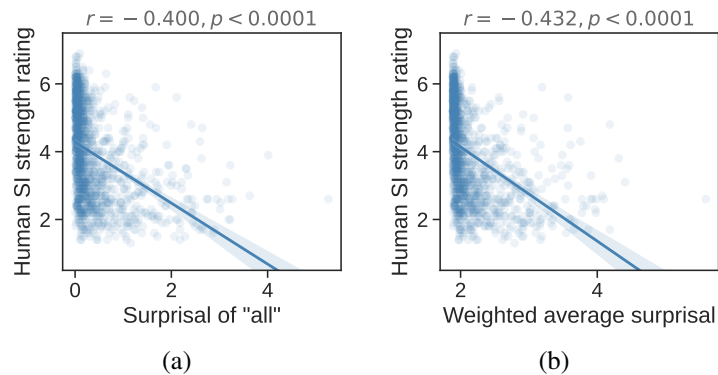 r = − 0.400, p < 0.0001
Human SI strength rating
6
4
2
0
2
4
Surprisal of "all"
(a)
r = − 0.432, p < 0.0001
Human SI strength rating
6
4
2
2
4
Weighted average surprisal
(b)